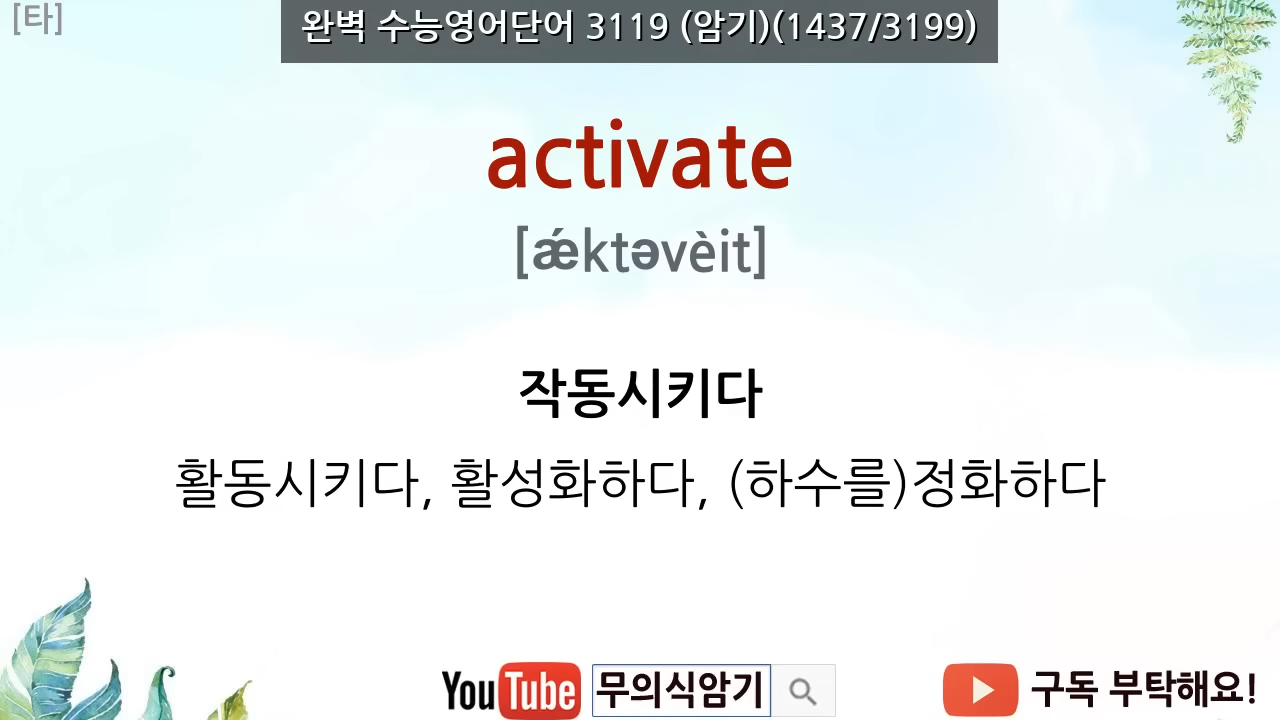 [타]
완벽 수능영어단어 3119 (암기)(1437/3199)
activate
[ǽktəvèit]
작동시키다
활동시키다, 활성화하다, (하수를)정화하다
YouTube 무의식암기 구독 부탁해요!